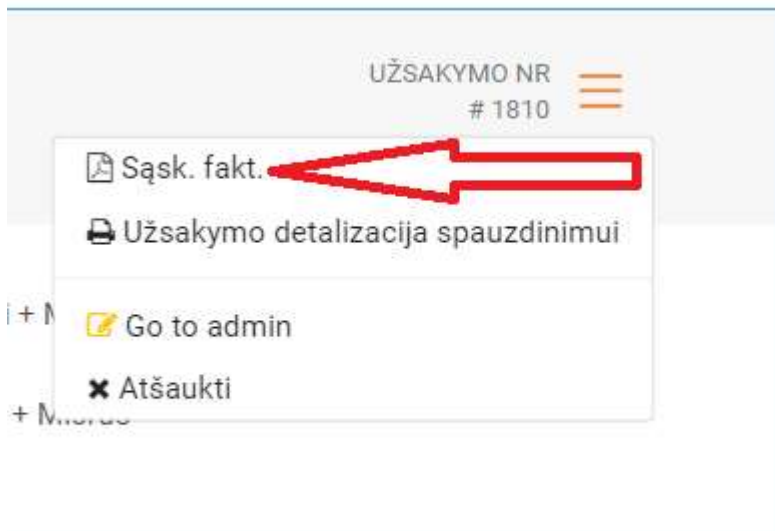 UŽSAKYMO NR
# 1810
Sąsk. fakt.
Užsakymo detalizacija spauzdinimui
i +
Go to admin
Atšaukti
+